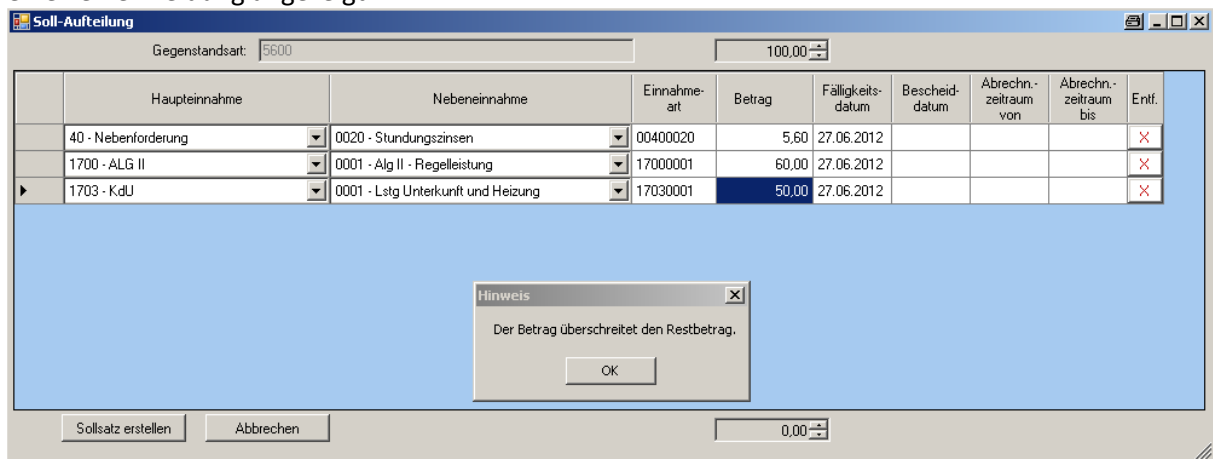 Soll-Aufteilung
Gegenstandsart: 5600 100,00
Haupteinnahme Nebeneinnahme Einnahme-art Betrag Fälligkeits-datum Bescheid-datum Abrechn.-zeitraum von Abrechn.-zeitraum bis Entf.
40 - Nebenforderung 0020 - Stundungszinsen 00400020 5,60 27.06.2012 X
1700 - ALG II 0001 - Alg II - Regelleistung 17000001 60,00 27.06.2012 X
1703 - KdU 0001 - Lstg Unterkunft und Heizung 17030001 50,00 27.06.2012 X
Hinweis
Der Betrag überschreitet den Restbetrag.
OK
Sollsatz erstellen Abbrechen 0,00